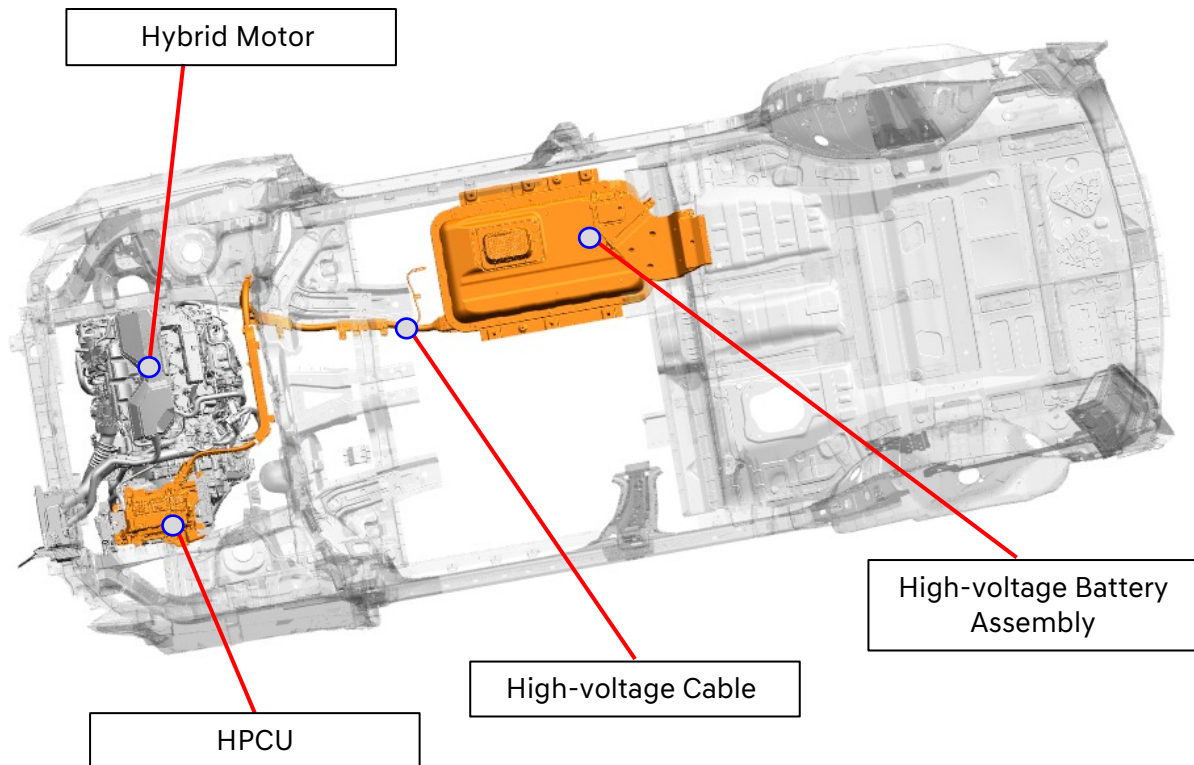 Hybrid Motor
High-voltage Battery
Assembly
High-voltage Cable
HPCU